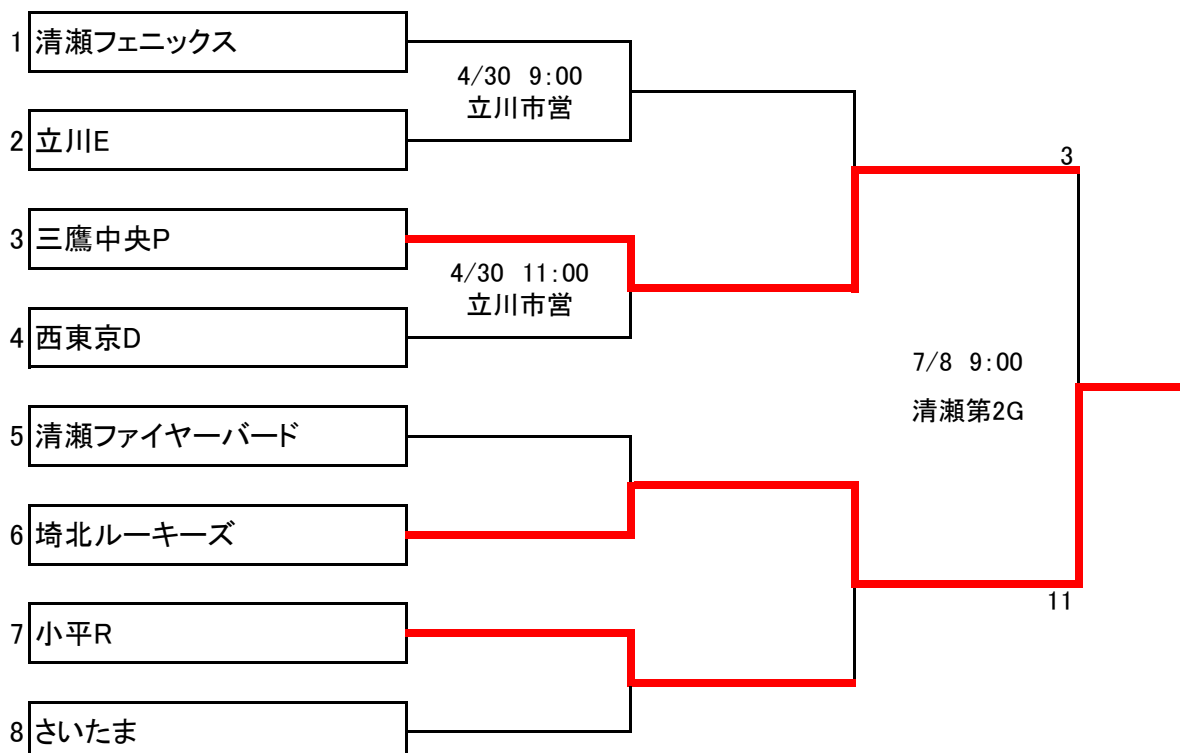 1 清瀬フェニックス
4/30 9:00
立川市営
2 立川E
3
3 三鷹中央P
4/30 11:00
立川市営
4 西東京D
7/8 9:00
清瀬第2G
5 清瀬ファイヤーバード
6 埼北ルーキーズ
11
7 小平R
8 さいたま